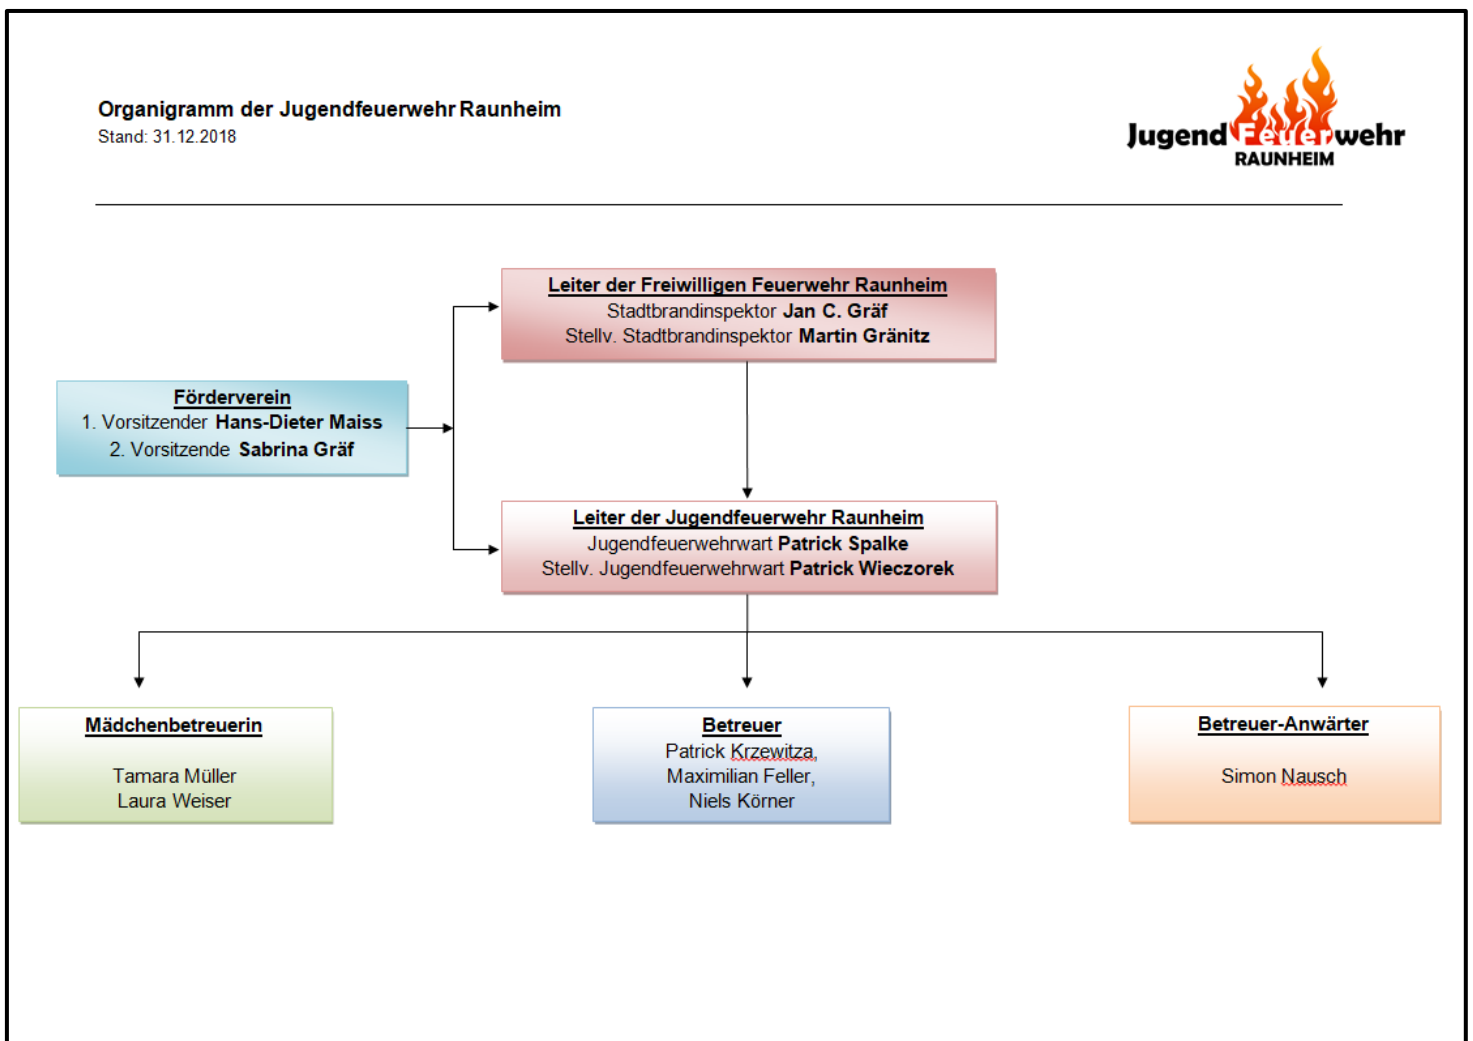 Organigramm der Jugendfeuerwehr Raunheim
Stand: 31.12.2018
JugendFeuerwehr
RAUNHEIM
Leiter der Freiwilligen Feuerwehr Raunheim
Stadtbrandinspektor Jan C. Gräf
Stellv. Stadtbrandinspektor Martin Gränitz
Förderverein
1. Vorsitzender Hans-Dieter Maiss
2. Vorsitzende Sabrina Gräf
Leiter der Jugendfeuerwehr Raunheim
Jugendfeuerwehrwart Patrick Spalke
Stellv. Jugendfeuerwehrwart Patrick Wieczorek
Mädchenbetreuerin
Tamara Müller
Laura Weiser
Betreuer
Patrick Krzewitza,
Maximilian Feller,
Niels Körner
Betreuer-Anwärter
Simon Nausch